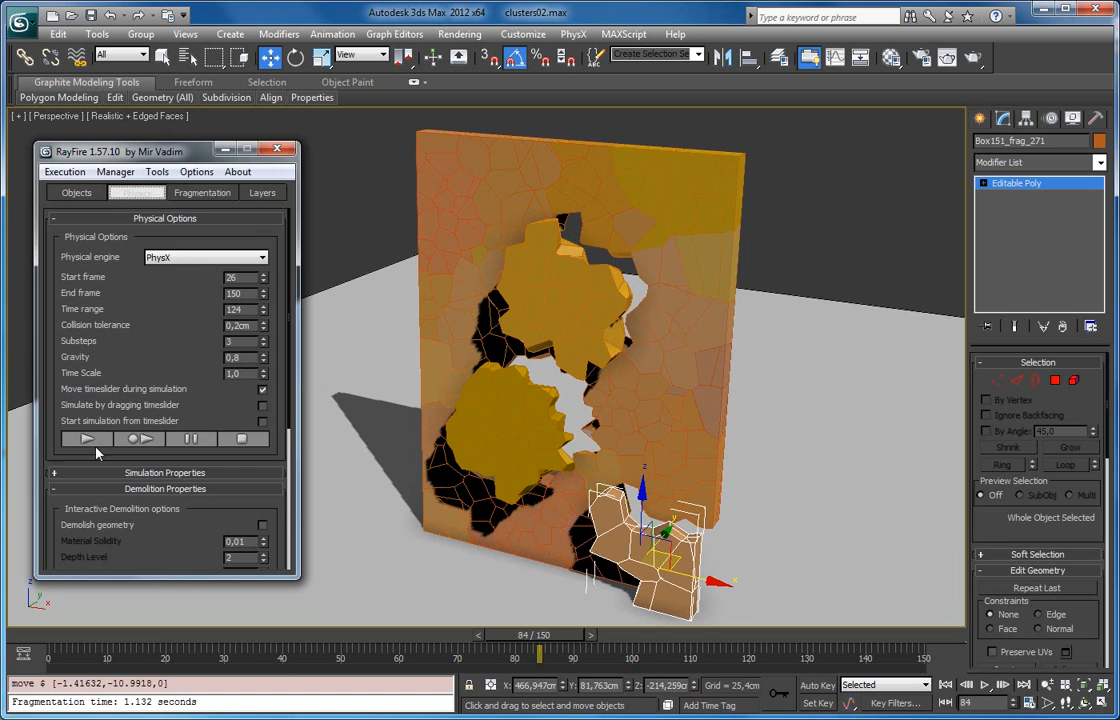 Autodesk 3ds Max 2012 x64 clusters02.max
Type a keyword or phrase
Edit Tools Group Views Create Modifiers Animation Graph Editors Rendering Customize PhysX MAXScript Help
All View Create Selection Se
Graphite Modeling Tools Freeform Selection Object Paint
Polygon Modeling Edit Geometry (All) Subdivision Align Properties
[ + ] [ Perspective ] [ Realistic + Edged Faces ]
RayFire 1.57.10 by Mir Vadim
Execution Manager Tools Options About
Objects Physics Fragmentation Layers
Physical Options
Physical Options
Physical engine PhysX
Start frame 26
End frame 150
Time range 124
Collision tolerance 0,2cm
Substeps 3
Gravity 0,8
Time Scale 1,0
Move timeslider during simulation
Simulate by dragging timeslider
Start simulation from timeslider
Simulation Properties
Demolition Properties
Interactive Demolition options
Demolish geometry
Material Solidity 0,01
Depth Level 2
z
y
x
z
y
x
Box151_frag_271
Modifier List
Editable Poly
Selection
By Vertex
Ignore Backfacing
By Angle: 45,0
Shrink Grow
Ring Loop
Preview Selection
Off SubObj Multi
Whole Object Selected
Soft Selection
Edit Geometry
Repeat Last
Constraints
None Edge
Face Normal
Preserve UVs
84 / 150
0 10 20 30 40 50 60 70 80 90 100 110 120 130 140 150
move $ [-1.41632,-10.9918,0]
Fragmentation time: 1.132 seconds
X: 466,947cm Y: 81,763cm Z: -214,259c Grid = 25,4cm
Click and drag to select and move objects Add Time Tag
Auto Key Selected
Set Key Key Filters... 84